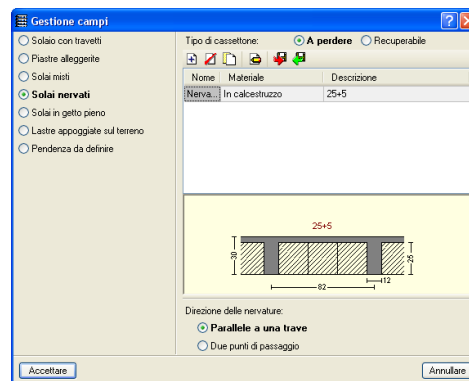 Gestione campi
Solaio con travetti
Piastre alleggerite
Solai misti
Solai nervati
Solai in getto pieno
Lastre appoggiate sul terreno
Pendenza da definire
Tipo di cassettone: A perdere Recuperabile
Nome Materiale Descrizione
Nerva... In calcestruzzo 25+5
25+5
30
25
12
82
Direzione delle nervature:
Parallele a una trave
Due punti di passaggio
Accettare Annullare